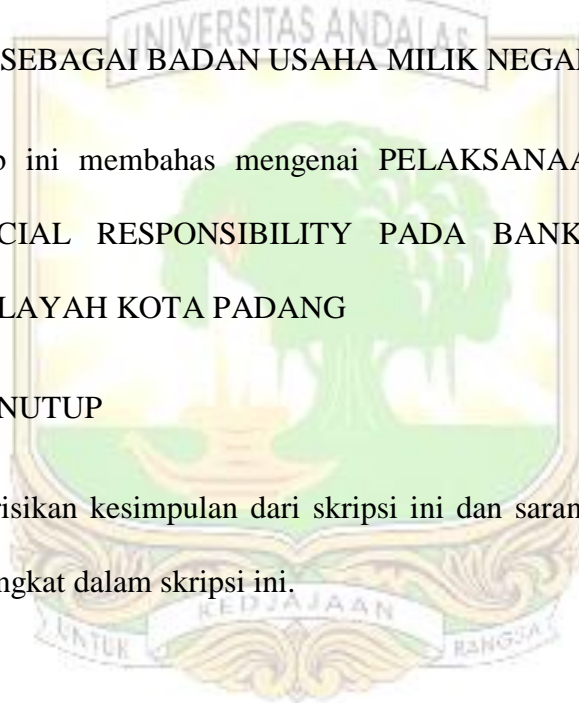 UNIVERSITAS ANDALAS
SEBAGAI BADAN USAHA MILIK NEGA
ini membahas mengenai PELAKSANAA
CIAL RESPONSIBILITY PADA BANK
LAYAH KOTA PADANG
NUTUP
risikan kesimpulan dari skripsi ini dan saran
ngkat dalam skripsi ini.
KEDJAJAAN
UNTUK BANGSA